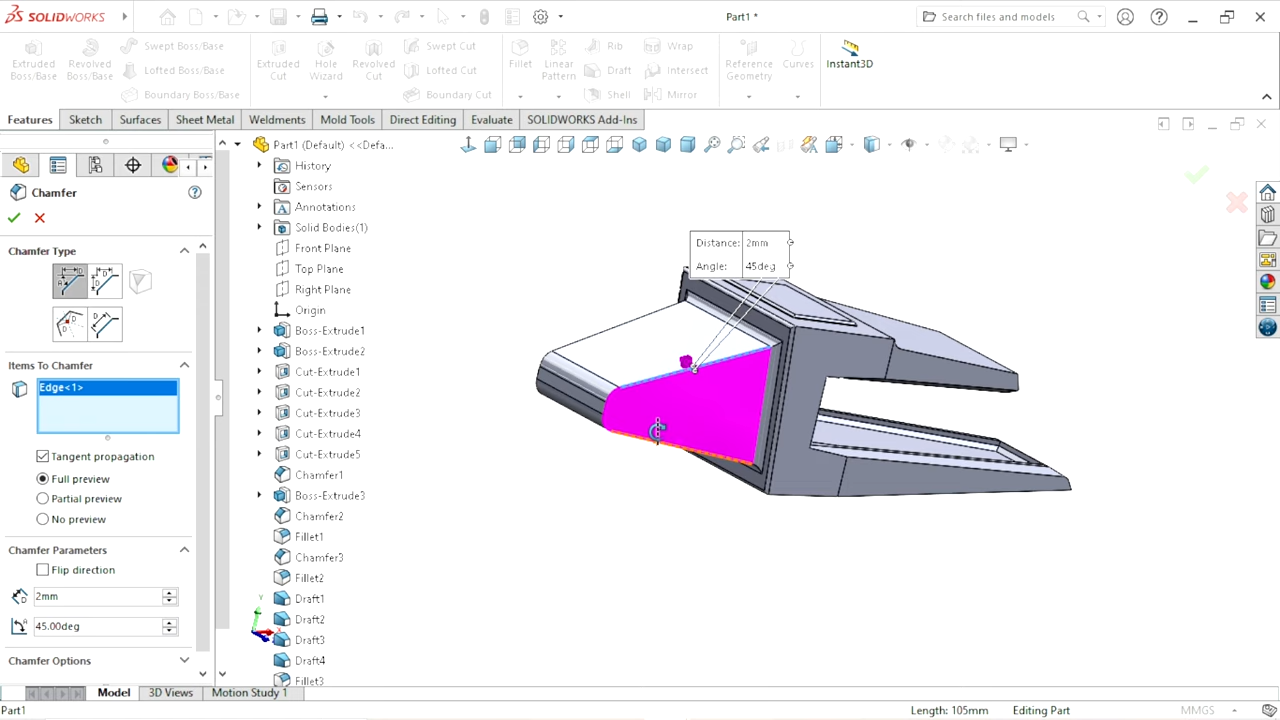 SOLIDWORKS
Part1 *
Search files and models
Extruded Boss/Base
Revolved Boss/Base
Swept Boss/Base
Lofted Boss/Base
Boundary Boss/Base
Extruded Cut
Hole Wizard
Revolved Cut
Swept Cut
Lofted Cut
Boundary Cut
Fillet
Linear Pattern
Rib
Draft
Shell
Wrap
Intersect
Mirror
Reference Geometry
Curves
Instant3D
Features
Sketch
Surfaces
Sheet Metal
Weldments
Mold Tools
Direct Editing
Evaluate
SOLIDWORKS Add-Ins
Chamfer
Chamfer Type
Items To Chamfer
Edge<1>
Tangent propagation
Full preview
Partial preview
No preview
Chamfer Parameters
Flip direction
2mm
45.00deg
Chamfer Options
Part1 (Default) <<Defa...
History
Sensors
Annotations
Solid Bodies(1)
Front Plane
Top Plane
Right Plane
Origin
Boss-Extrude1
Boss-Extrude2
Cut-Extrude1
Cut-Extrude2
Cut-Extrude3
Cut-Extrude4
Cut-Extrude5
Chamfer1
Boss-Extrude3
Chamfer2
Fillet1
Chamfer3
Fillet2
Draft1
Draft2
Draft3
Draft4
Fillet3
Distance: 2mm
Angle: 45deg
Y
Model
3D Views
Motion Study 1
Part1
Length: 105mm
Editing Part
MMGS